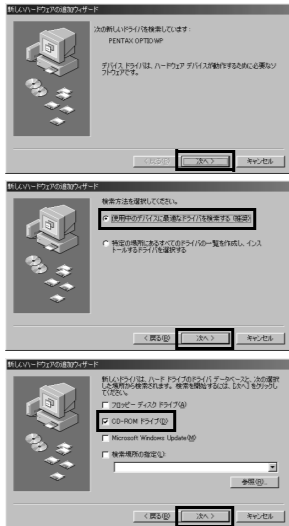 新しいハードウェアの追加ウィザード
次の新しいドライバを検索しています:
PENTAX OPTIO WP
デバイス ドライバは、ハードウェア デバイスが動作するために必要なソ
フトウェアです。
< 戻る(B) 次へ > キャンセル
新しいハードウェアの追加ウィザード
検索方法を選択してください。
使用中のデバイスに最適なドライバを検索する (推奨)
特定の場所にあるすべてのドライバの一覧を作成し、インス
トールするドライバを選択する
< 戻る(B) 次へ > キャンセル
新しいハードウェアの追加ウィザード
新しいドライバは、ハード ドライブのドライバ データベースと、次の選択
した場所から検索されます。検索を開始するには、[次へ] をクリックし
てください。
フロッピー ディスク ドライブ(A)
CD-ROM ドライブ(D)
Microsoft Windows Update(M)
検索場所の指定(L)
参照(R)...
< 戻る(B) 次へ > キャンセル